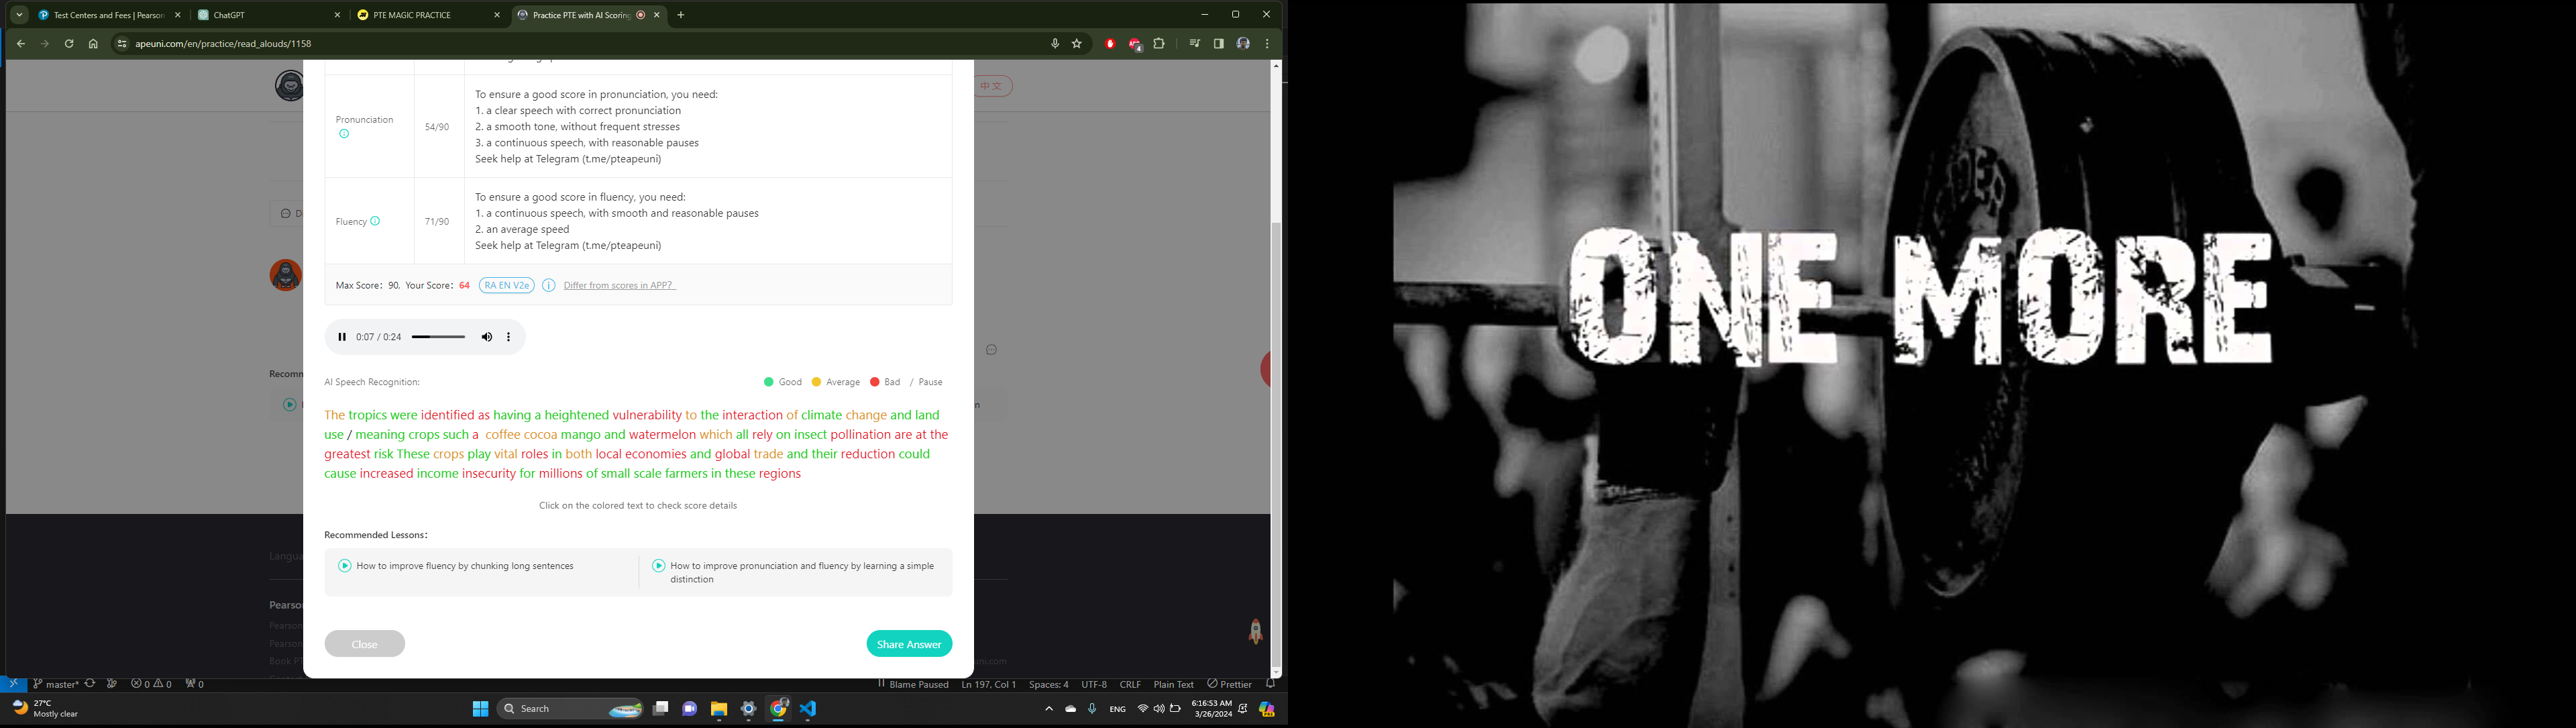 Test Centers and Fees | Pearson
ChatGPT
PTE MAGIC PRACTICE
Practice PTE with AI Scoring
apeuni.com/en/practice/read_alouds/1158
4
中文
To ensure a good score in pronunciation, you need:
1. a clear speech with correct pronunciation
Pronunciation
54/90
2. a smooth tone, without frequent stresses
3. a continuous speech, with reasonable pauses
Seek help at Telegram (t.me/pteapeuni)
To ensure a good score in fluency, you need:
1. a continuous speech, with smooth and reasonable pauses
Fluency
71/90
2. an average speed
Seek help at Telegram (t.me/pteapeuni)
Max Score: 90, Your Score: 64 RA EN V2e Differ from scores in APP?
0:07 / 0:24
Recomm
AI Speech Recognition: Good Average Bad / Pause
The tropics were identified as having a heightened vulnerability to the interaction of climate change and land
use / meaning crops such a coffee cocoa mango and watermelon which all rely on insect pollination are at the
greatest risk These crops play vital roles in both local economies and global trade and their reduction could
cause increased income insecurity for millions of small scale farmers in these regions
Click on the colored text to check score details
Recommended Lessons:
How to improve fluency by chunking long sentences
How to improve pronunciation and fluency by learning a simple
distinction
Langua
Pearson
Pearson
Pearson
Book PT
uni.com
Close
Share Answer
master* 0 0 0 Blame Paused Ln 197, Col 1 Spaces: 4 UTF-8 CRLF Plain Text Prettier
27°C
Mostly clear
Search
ENG
6:16:53 AM
3/26/2024
ONE MORE